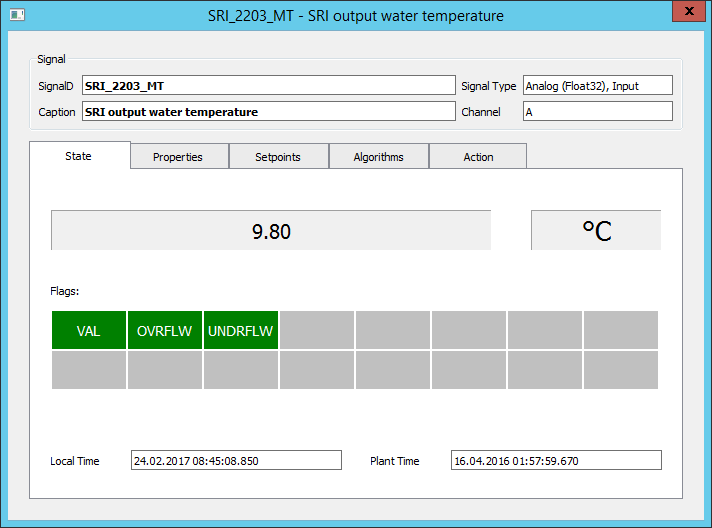 SRI_2203_MT - SRI output water temperature
x
Signal
SignalD SRI_2203_MT Signal Type Analog (Float32), Input
Caption SRI output water temperature Channel A
State Properties Setpoints Algorithms Action
9.80 °C
Flags:
VAL OVRFLW UNDRFLW
Local Time 24.02.2017 08:45:08.850 Plant Time 16.04.2016 01:57:59.670